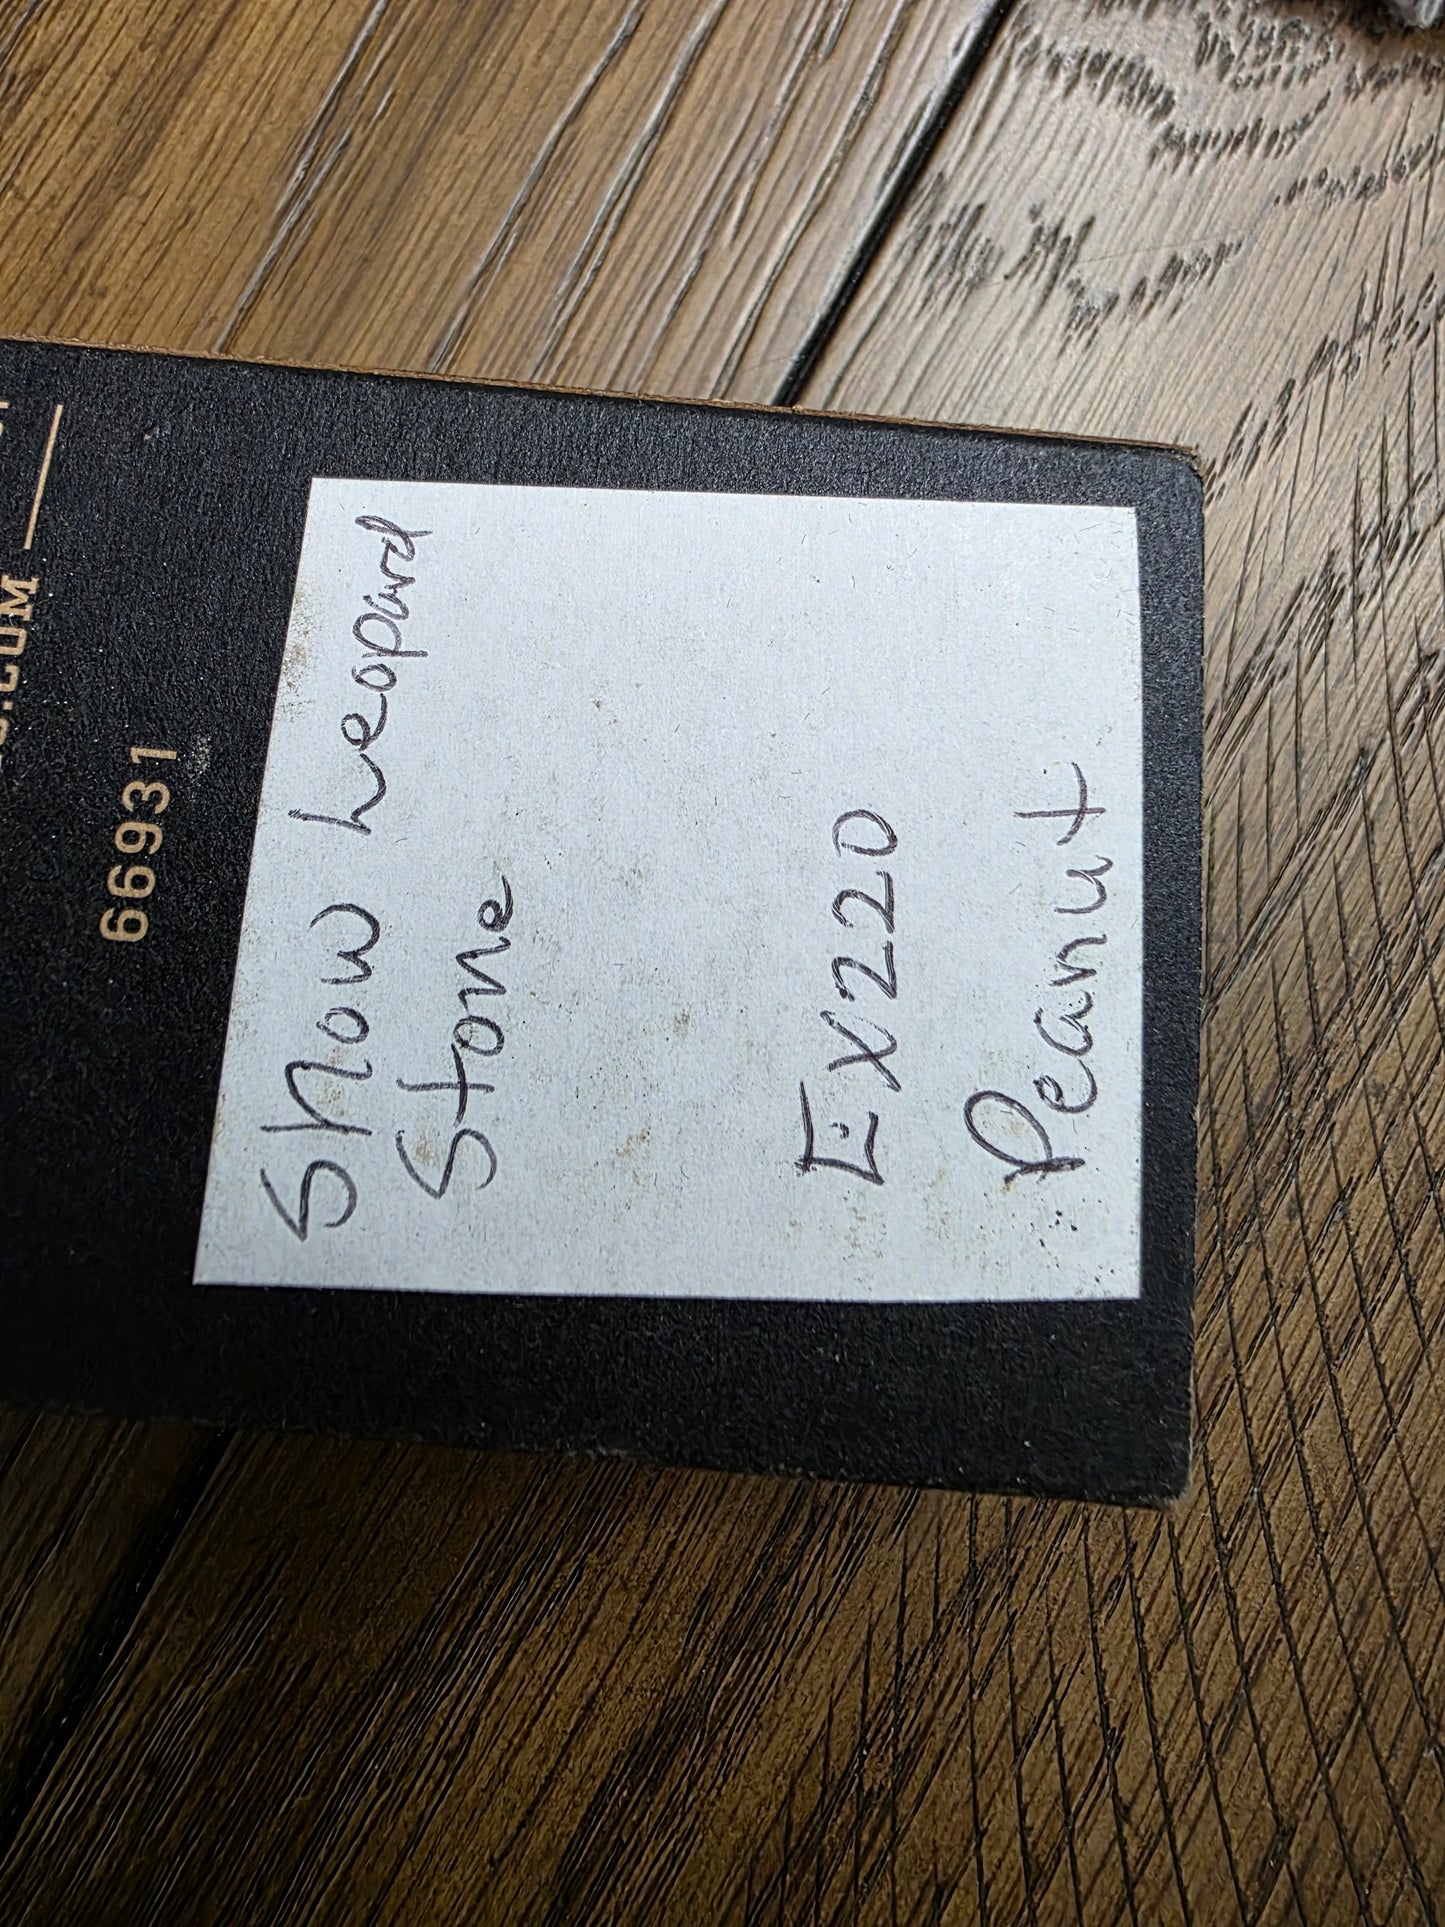 .COM
66931
Snow Leopard
Stone
EX220
Peanut